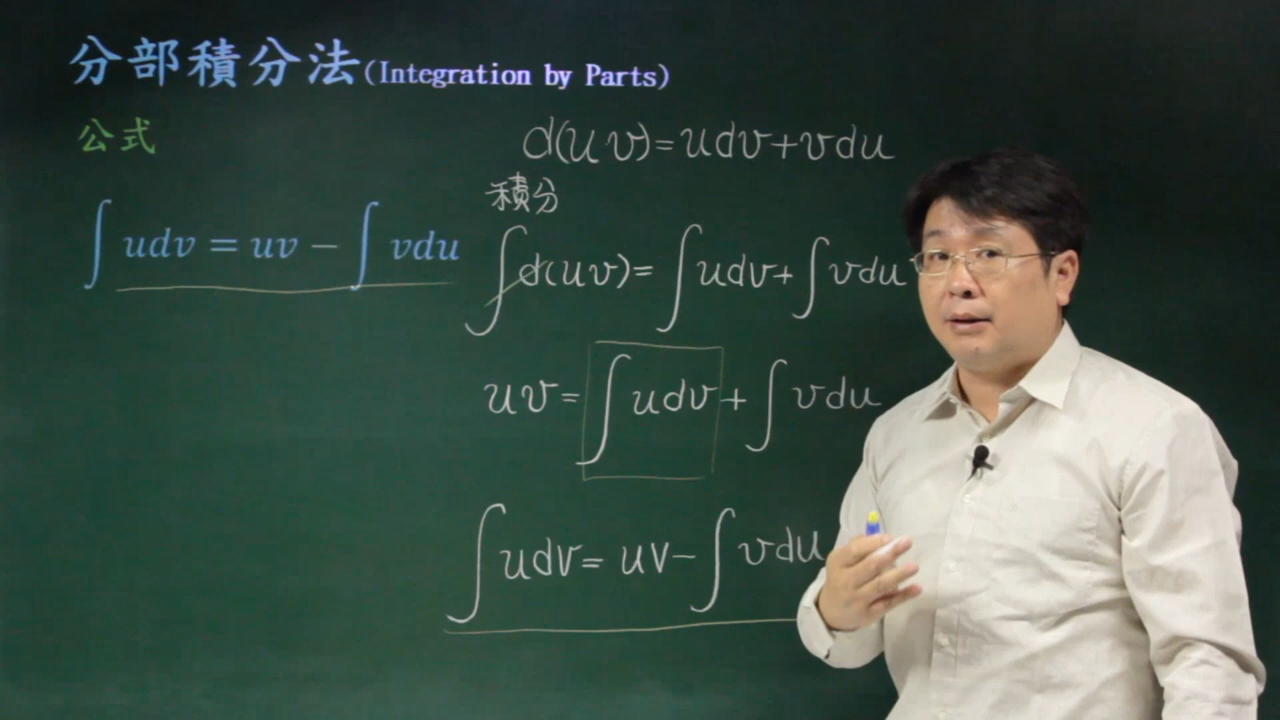 分部積分法(Integration by Parts)
公式
∫udv = uv − ∫vdu
d(uv)=udv+vdu
積分
∫d(uv)=∫udv+∫vdu
uv=∫udv+∫vdu
∫udv=uv−∫vdu